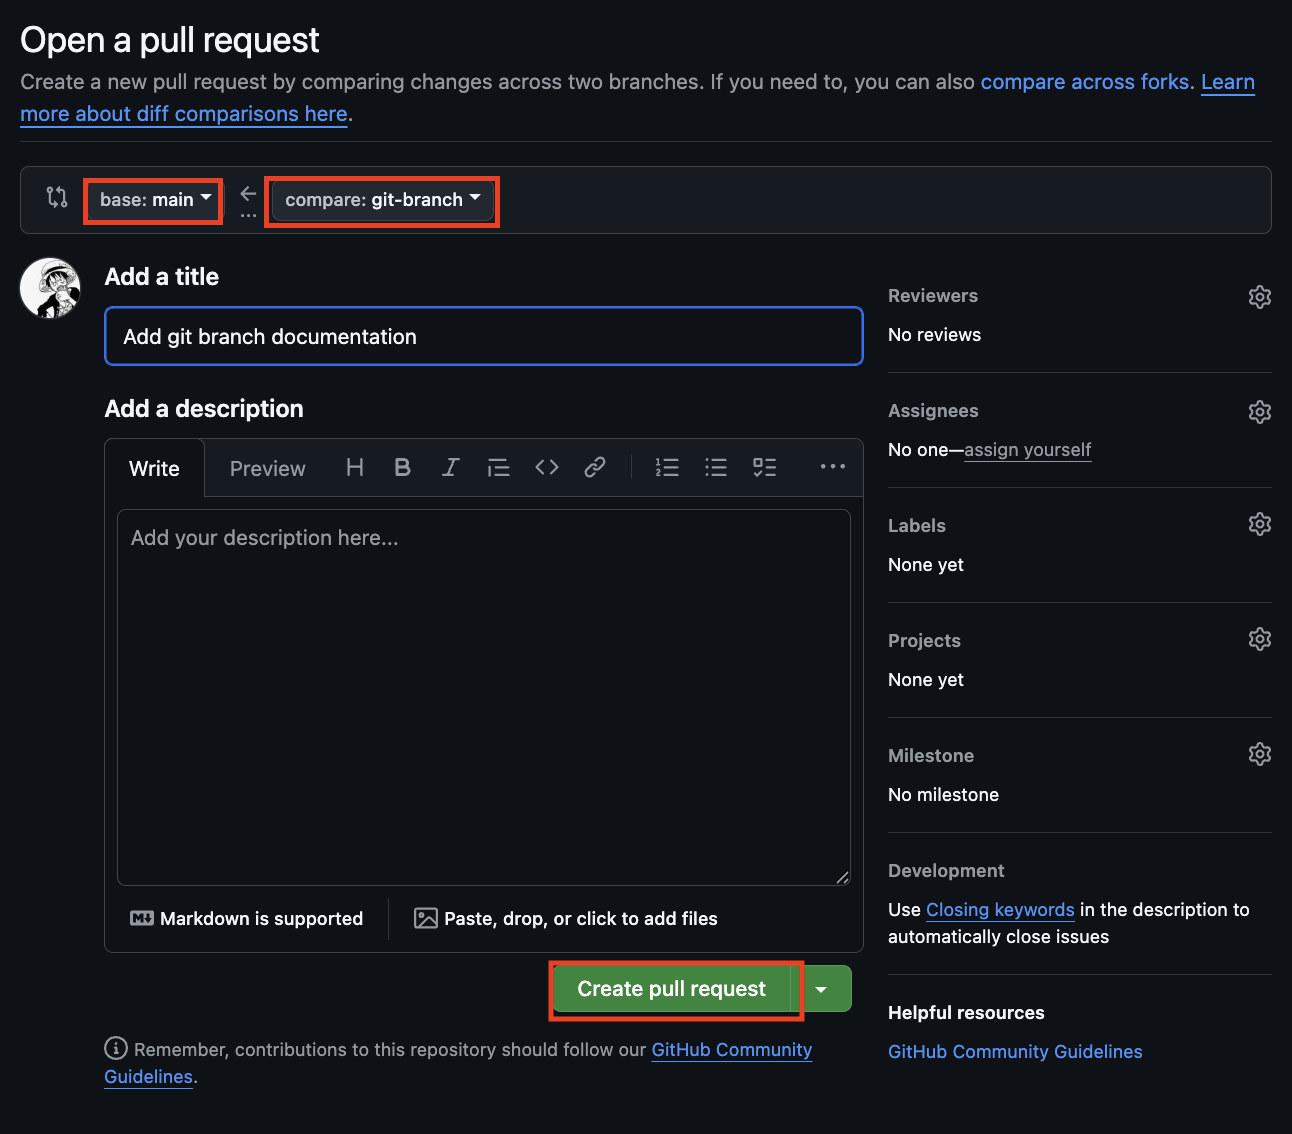 Open a pull request
Create a new pull request by comparing changes across two branches. If you need to, you can also compare across forks. Learn
more about diff comparisons here.
base: main
compare: git-branch
Add a title
Add git branch documentation
Add a description
Write
Preview
Add your description here...
Markdown is supported
Paste, drop, or click to add files
Create pull request
Remember, contributions to this repository should follow our GitHub Community
Guidelines.
Reviewers
No reviews
Assignees
No one—assign yourself
Labels
None yet
Projects
None yet
Milestone
No milestone
Development
Use Closing keywords in the description to
automatically close issues
Helpful resources
GitHub Community Guidelines